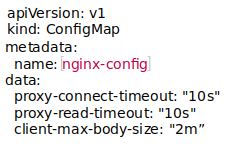 apiVersion: v1
kind: ConfigMap
metadata:
  name: nginx-config
data:
  proxy-connect-timeout: "10s"
  proxy-read-timeout: "10s"
  client-max-body-size: "2m”